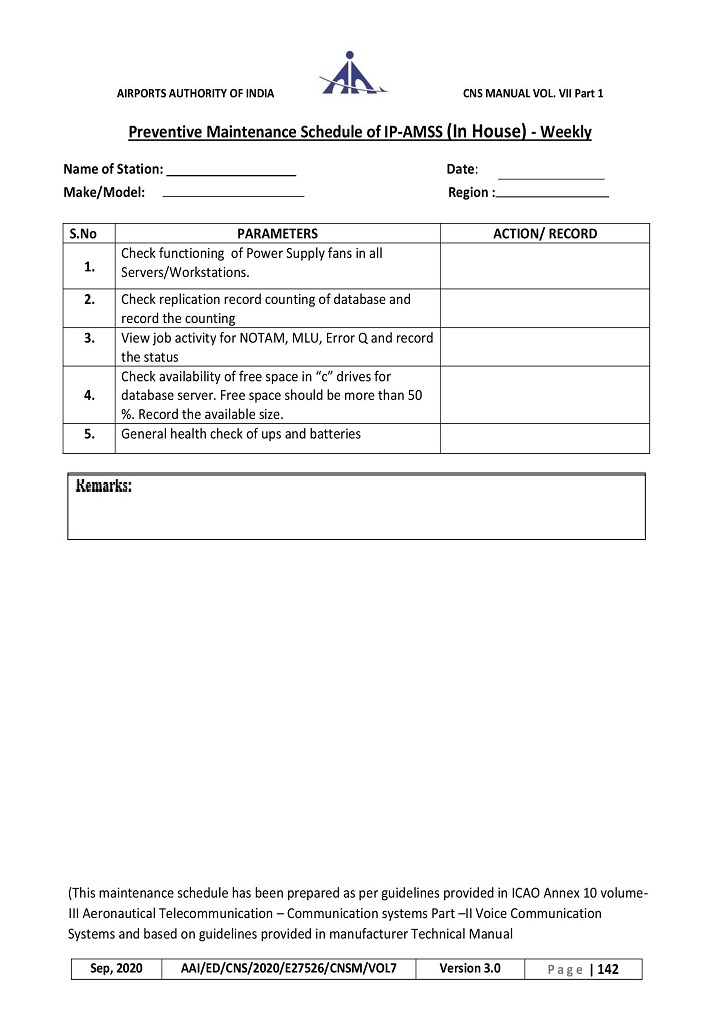 AIRPORTS AUTHORITY OF INDIA
CNS MANUAL VOL. VII Part 1
Preventive Maintenance Schedule of IP-AMSS (In House) - Weekly
Name of Station: Date:
Make/Model: Region :
S.No PARAMETERS ACTION/ RECORD
1. Check functioning of Power Supply fans in all
Servers/Workstations.
2. Check replication record counting of database and
record the counting
3. View job activity for NOTAM, MLU, Error Q and record
the status
4. Check availability of free space in “c” drives for
database server. Free space should be more than 50
%. Record the available size.
5. General health check of ups and batteries
Remarks:
(This maintenance schedule has been prepared as per guidelines provided in ICAO Annex 10 volume-
III Aeronautical Telecommunication – Communication systems Part –II Voice Communication
Systems and based on guidelines provided in manufacturer Technical Manual
Sep, 2020 AAI/ED/CNS/2020/E27526/CNSM/VOL7 Version 3.0 Page | 142